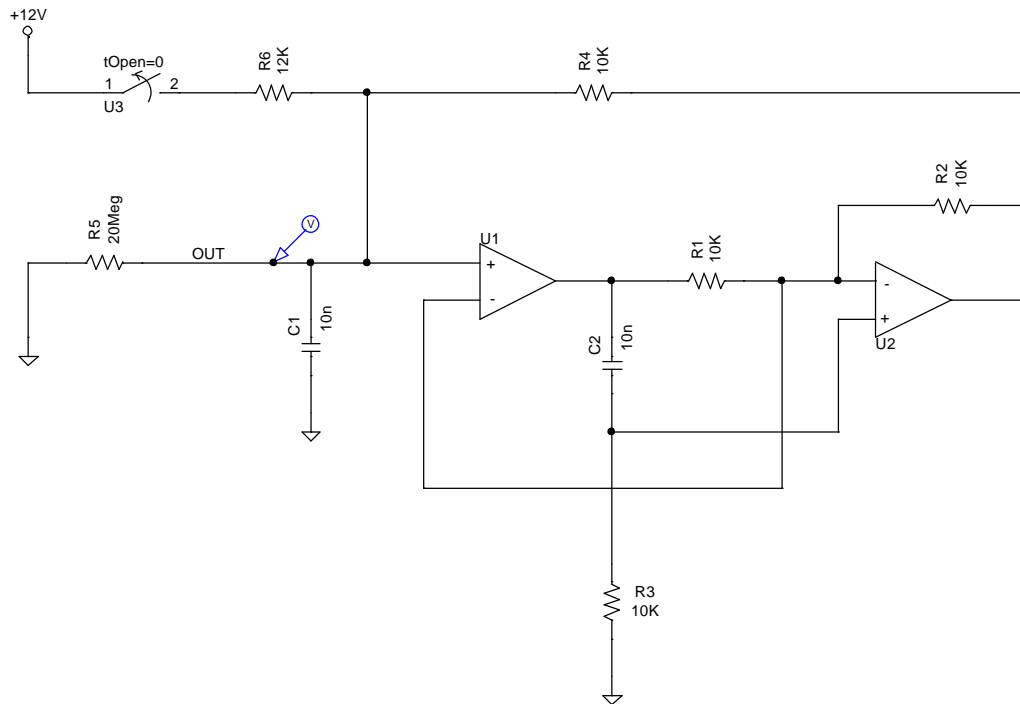 +12V
tOpen=0
1
2
U3
R6
12K
R4
10K
R2
10K
R5
20Meg
OUT
V
U1
+
-
R1
10K
-
+
U2
C1
10n
C2
10n
R3
10K